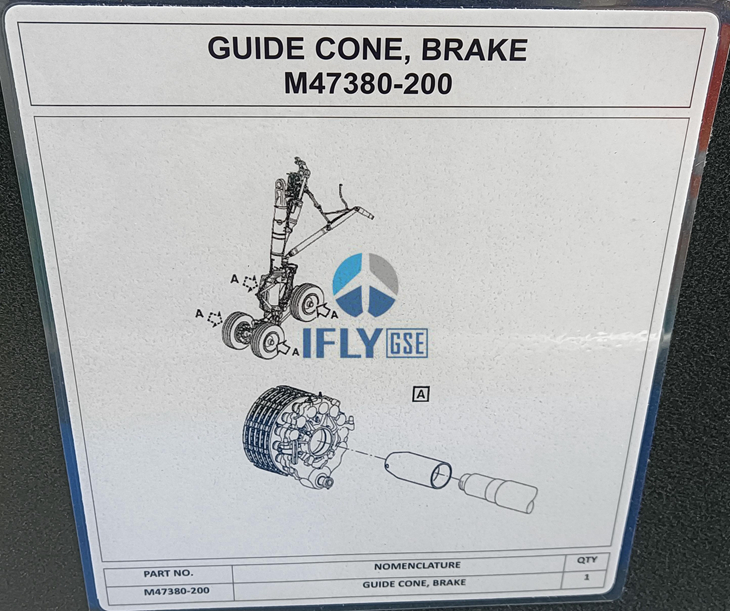 GUIDE CONE, BRAKE
M47380-200
A
A
A
A
IFLY GSE
A
PART NO. NOMENCLATURE QTY
M47380-200 GUIDE CONE, BRAKE 1